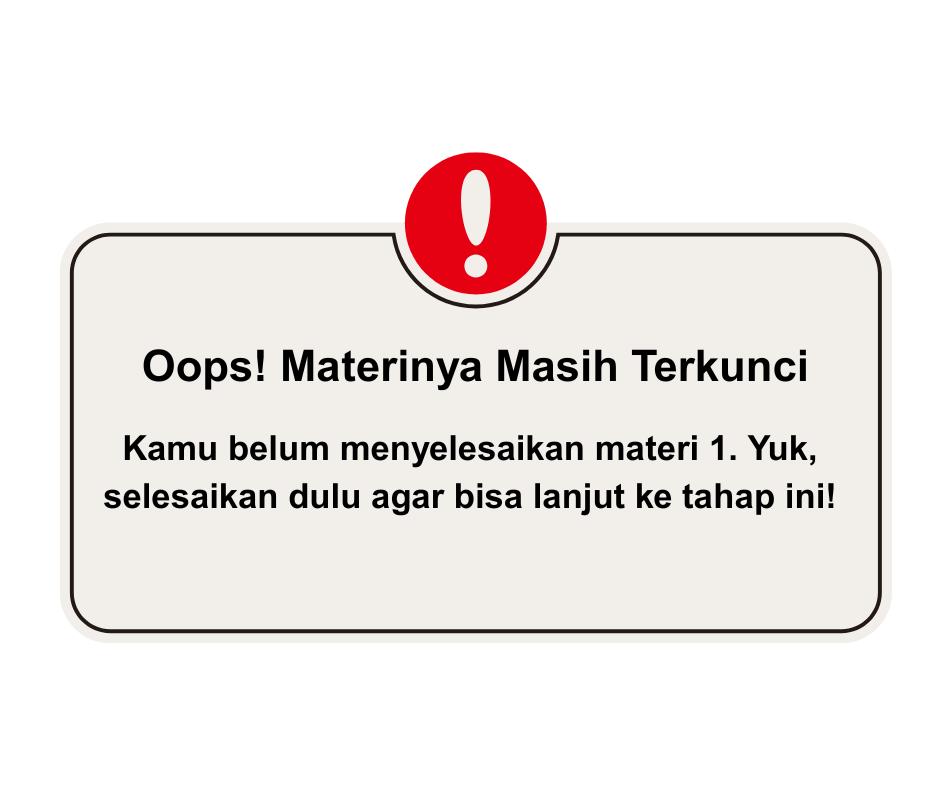 Oops! Materinya Masih Terkunci
Kamu belum menyelesaikan materi 1. Yuk,
selesaikan dulu agar bisa lanjut ke tahap ini!